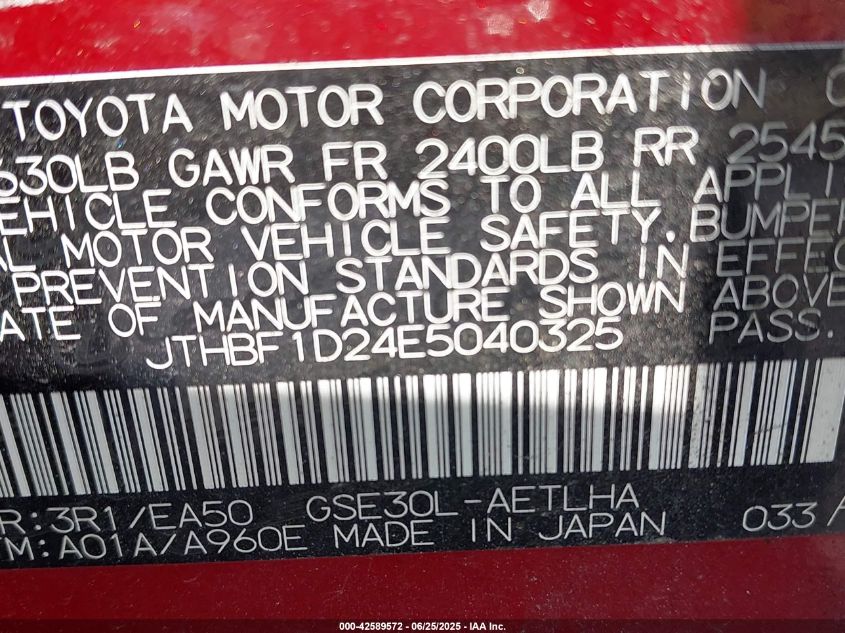 TOYOTA MOTOR CORPORATION
630LB GAWR FR 2400LB RR 2545
EHICLE CONFORMS TO ALL APPLI
AL MOTOR VEHICLE SAFETY, BUMPER
PREVENTION STANDARDS IN EFFEC
ATE OF MANUFACTURE SHOWN ABOVE
JTHBF1D24E5040325 PASS.
R:3R1/EA50 GSE30L-AETLHA
TM:A01A/A960E MADE IN JAPAN 033
000-42589572 | 06/25/2025 - IAA Inc.